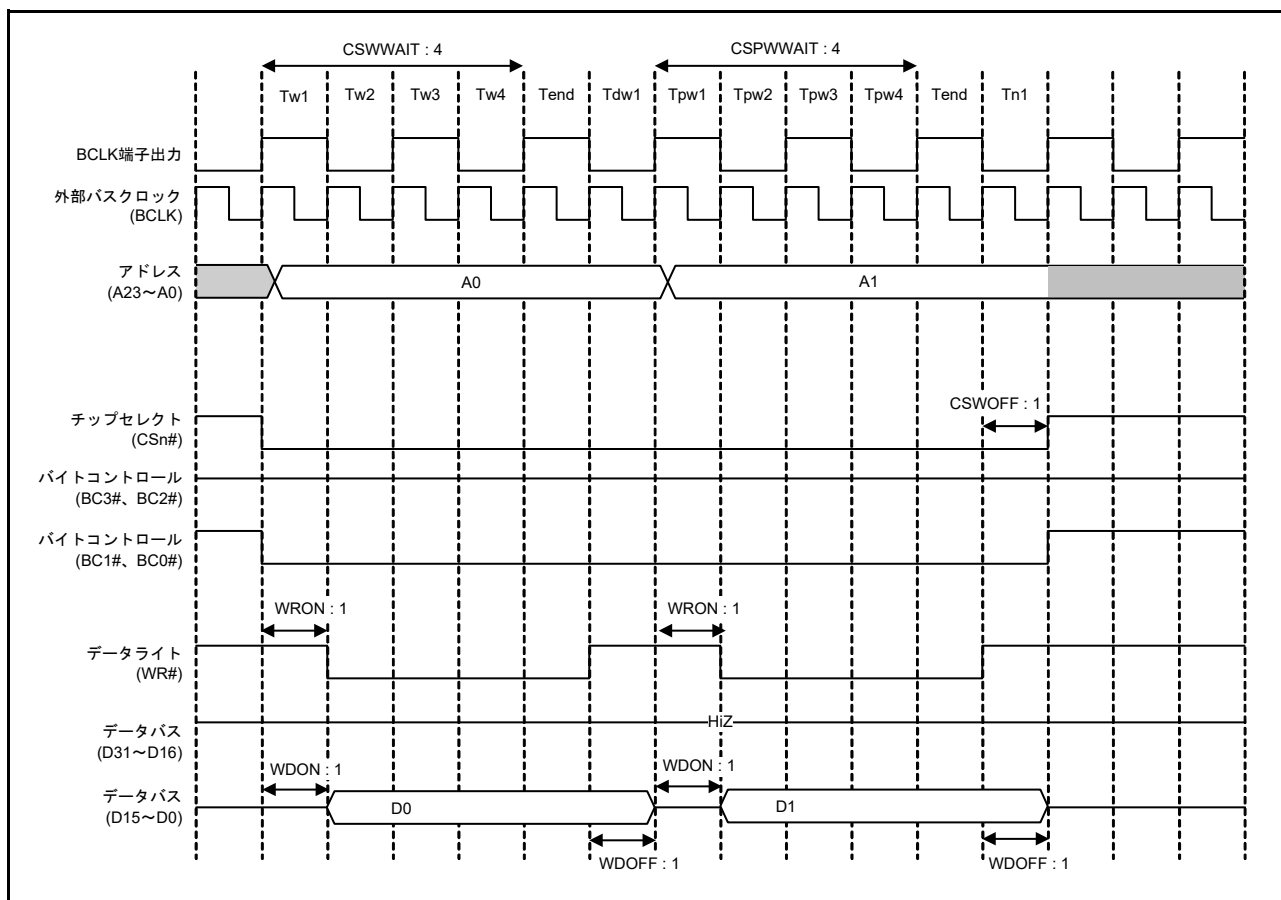 CSWWAIT : 4
CSPWWAIT : 4
Tw1 Tw2 Tw3 Tw4 Tend Tdw1 Tpw1 Tpw2 Tpw3 Tpw4 Tend Tn1
BCLK端子出力
外部バスクロック
(BCLK)
アドレス
(A23～A0)
A0
A1
チップセレクト
(CSn#)
CSWOFF : 1
バイトコントロール
(BC3#、BC2#)
バイトコントロール
(BC1#、BC0#)
WRON : 1
WRON : 1
データライト
(WR#)
データバス
(D31～D16)
HiZ
WDON : 1
WDON : 1
データバス
(D15～D0)
D0
D1
WDOFF : 1
WDOFF : 1